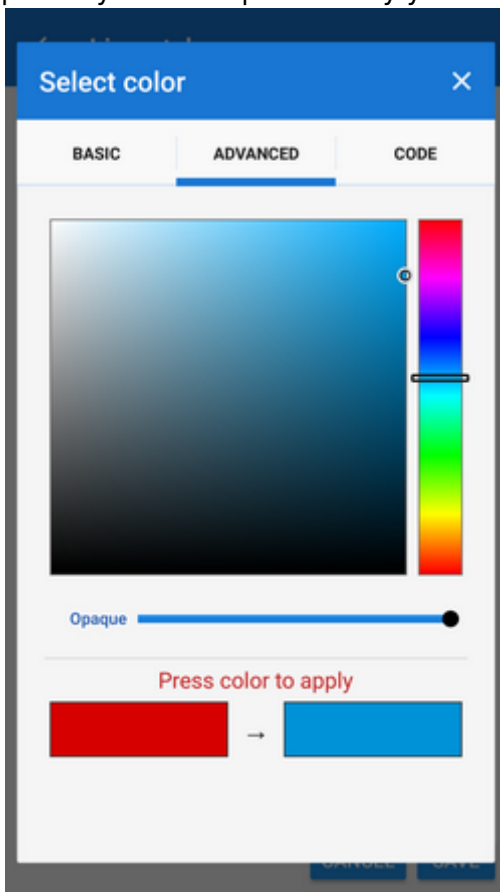 Select color ×
BASIC ADVANCED CODE
Opaque
Press color to apply
→